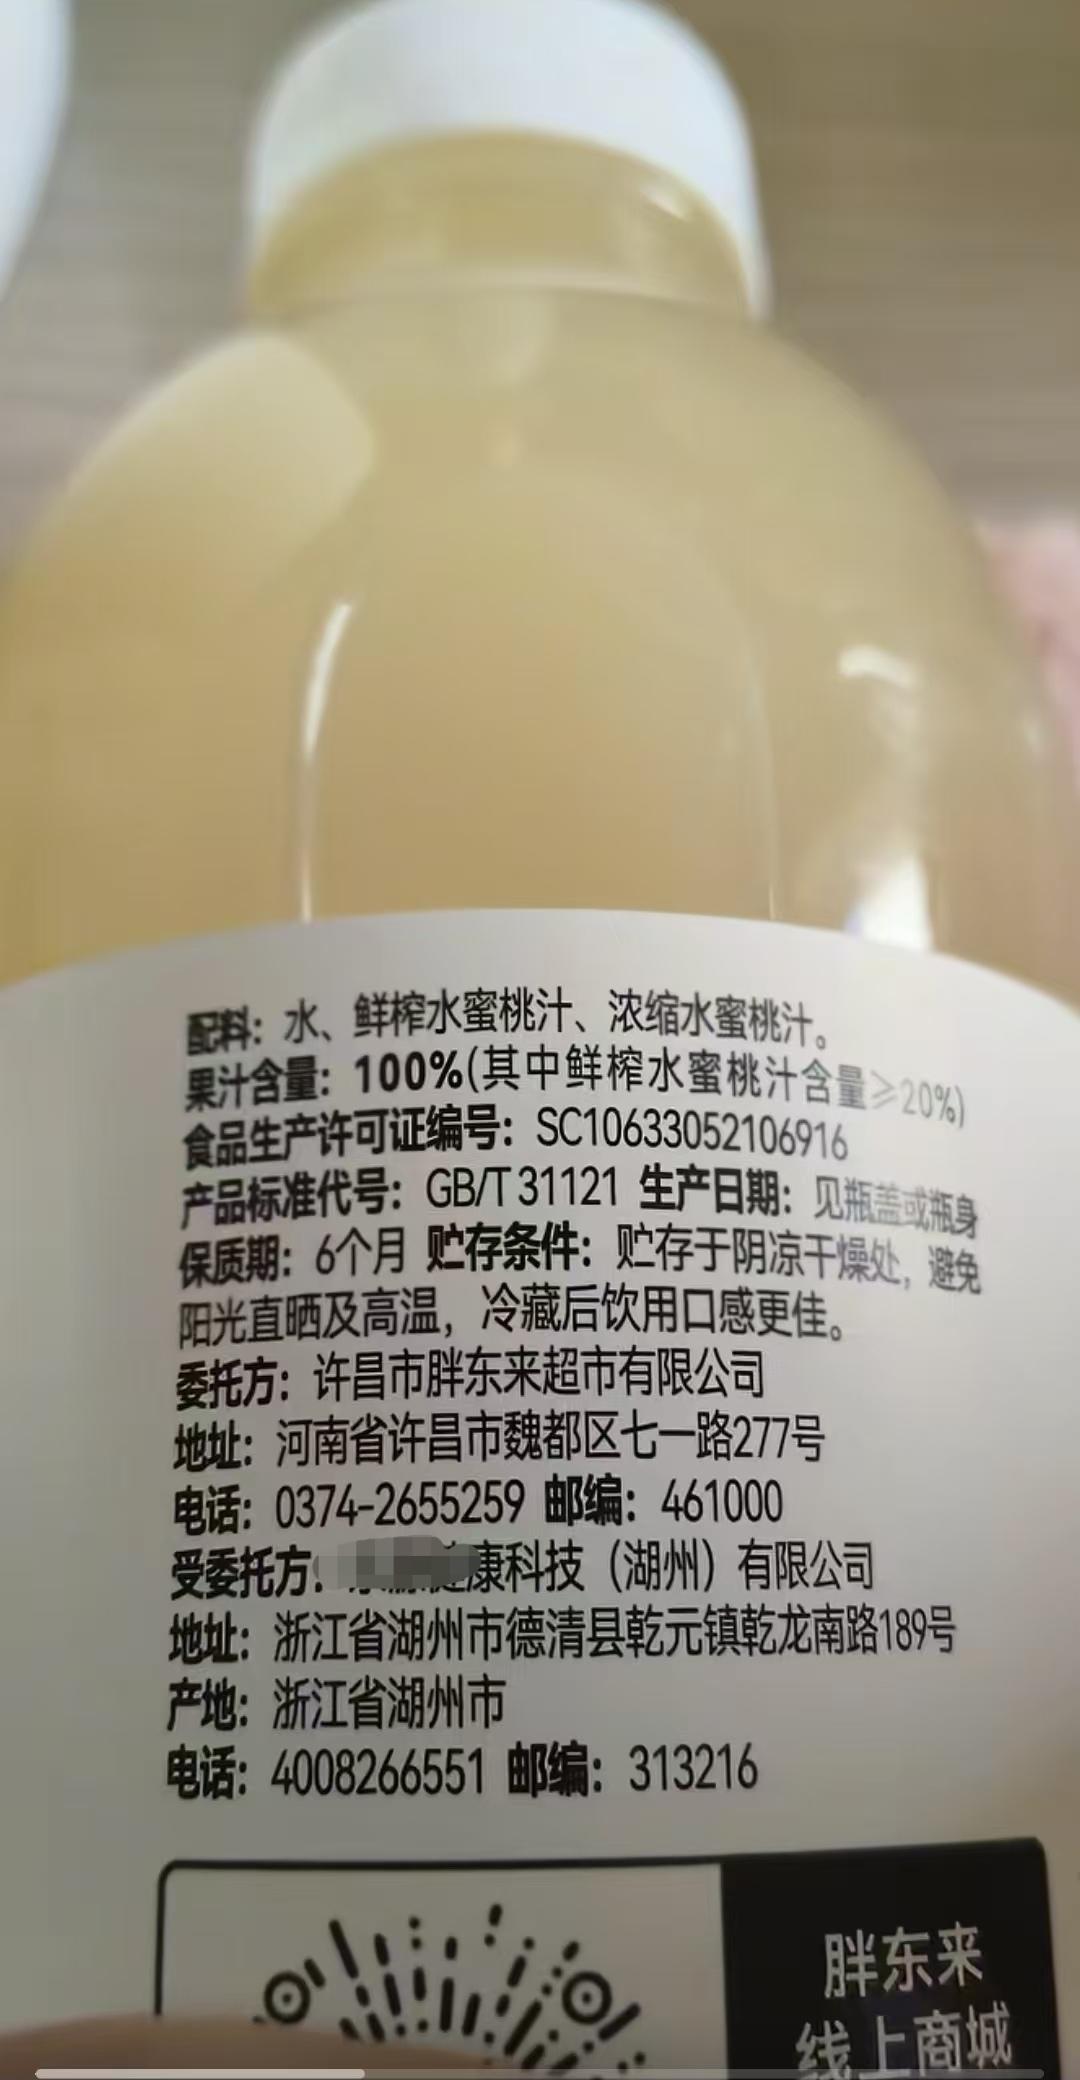 配料：水、鲜榨水蜜桃汁、浓缩水蜜桃汁。
果汁含量：100%(其中鲜榨水蜜桃汁含量≥20%)
食品生产许可证编号：SC10633052106916
产品标准代号：GB/T 31121 生产日期：见瓶盖或瓶身
保质期：6个月 贮存条件：贮存于阴凉干燥处，避免
阳光直晒及高温，冷藏后饮用口感更佳。
委托方：许昌市胖东来超市有限公司
地址：河南省许昌市魏都区七一路277号
电话：0374-2655259 邮编：461000
受委托方：康科技（湖州）有限公司
地址：浙江省湖州市德清县乾元镇乾龙南路189号
产地：浙江省湖州市
电话：4008266551 邮编：313216
胖东来
线上商城